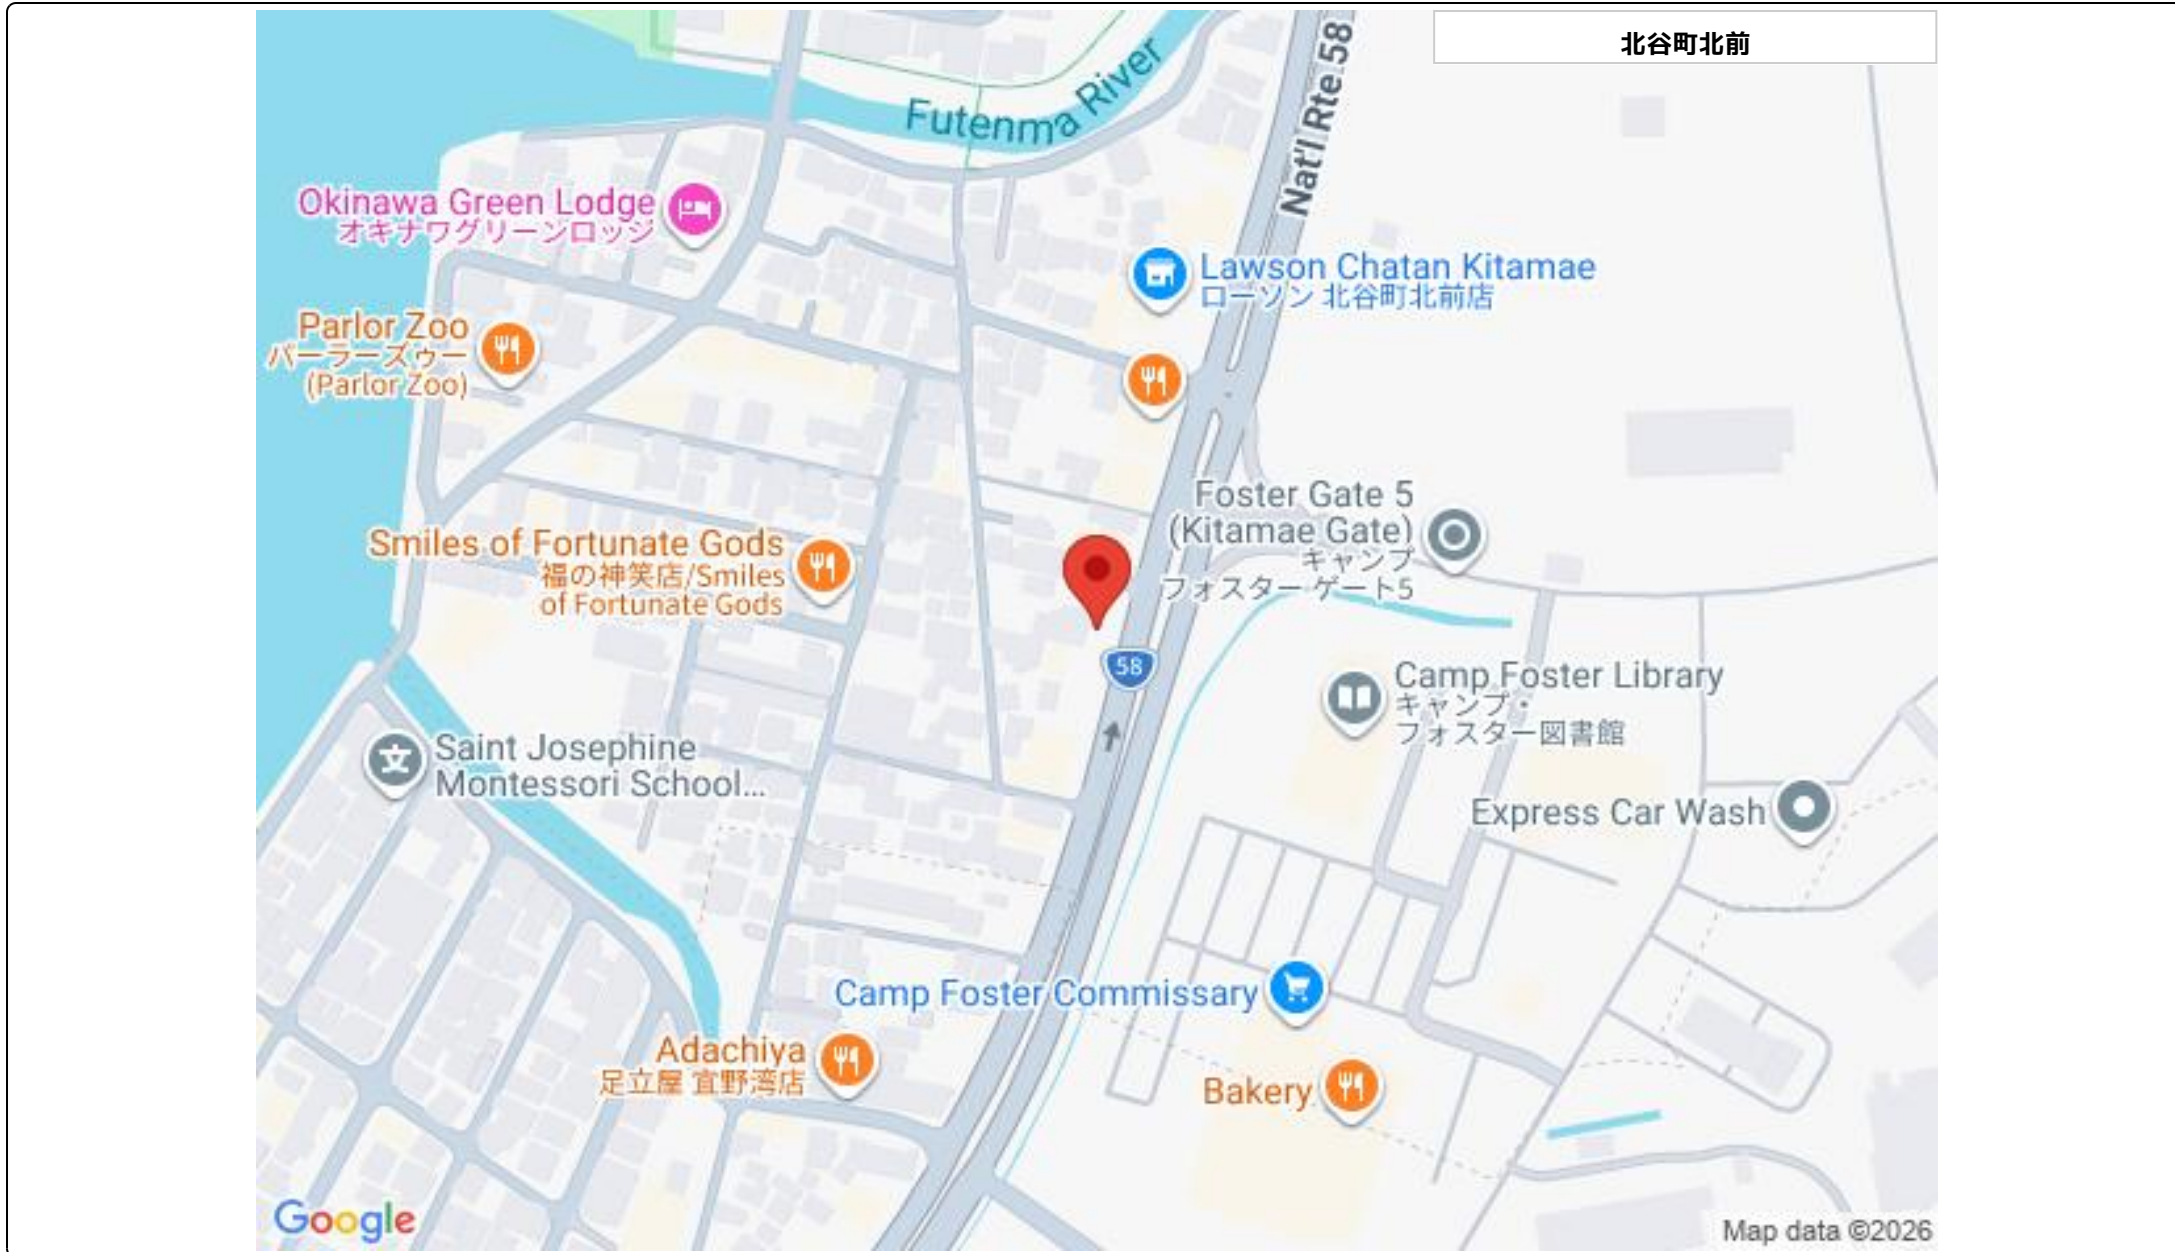 北谷町北前
Nat'l Rte 58
Futenma River
Okinawa Green Lodge
オキナワグリーンロッジ
Lawson Chatan Kitamae
ローソン 北谷町北前店
Parlor Zoo
パーラーズゥー
(Parlor Zoo)
Foster Gate 5
(Kitamae Gate)
キャンプ
フォスター ゲート5
Smiles of Fortunate Gods
福の神笑店/Smiles
of Fortunate Gods
58
Camp Foster Library
キャンプ・
フォスター図書館
文
Saint Josephine
Montessori School...
Express Car Wash
Camp Foster Commissary
Adachiya
足立屋 宜野湾店
Bakery
Google
Map data ©2026